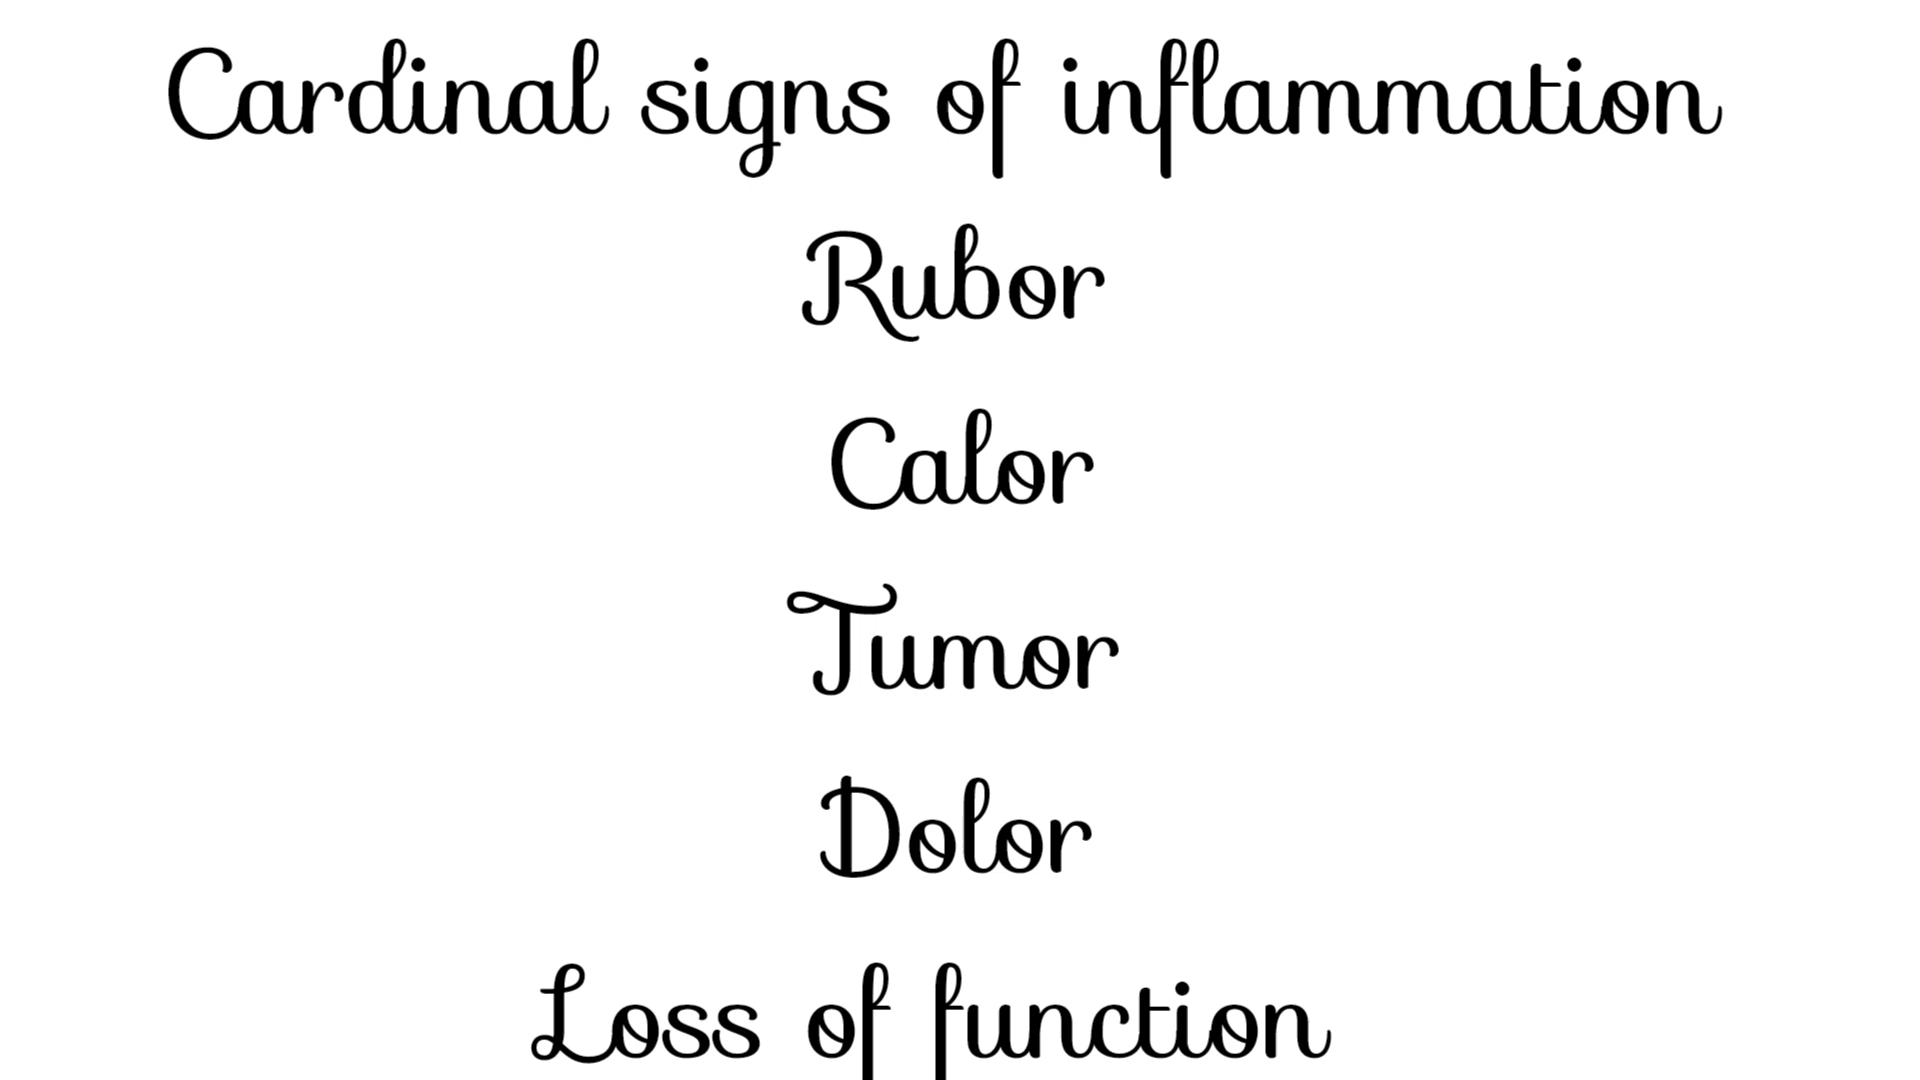 Cardinal signs of inflammation
Rubor
Calor
Tumor
Dolor
Loss of function